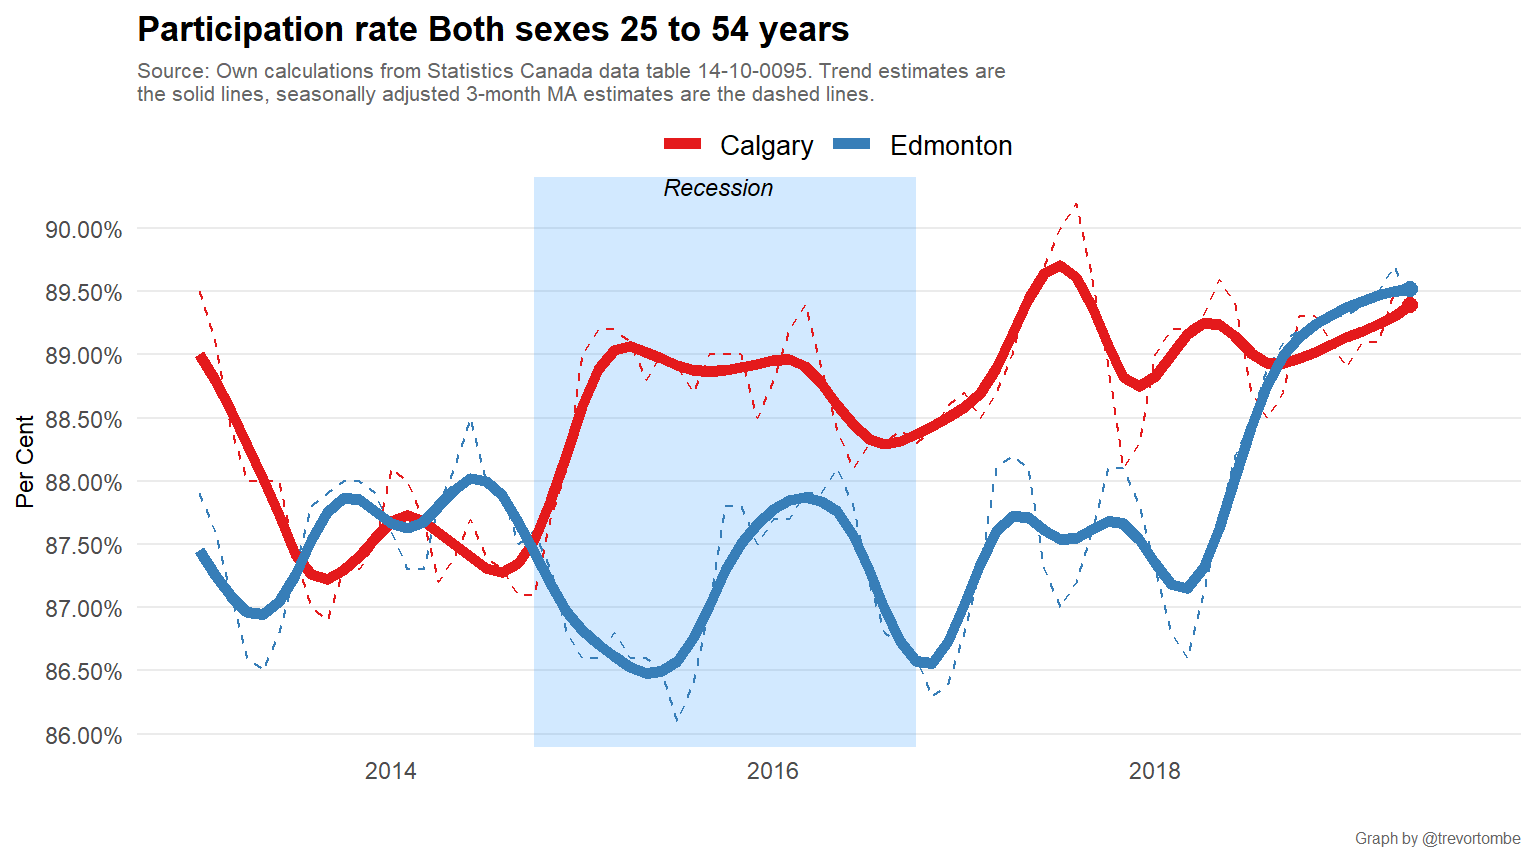 Participation rate Both sexes 25 to 54 years
Source: Own calculations from Statistics Canada data table 14-10-0095. Trend estimates are
the solid lines, seasonally adjusted 3-month MA estimates are the dashed lines.
Calgary Edmonton
Recession
90.00%
89.50%
89.00%
88.50%
88.00%
87.50%
87.00%
86.50%
86.00%
Per Cent
2014 2016 2018
Graph by @trevortombe